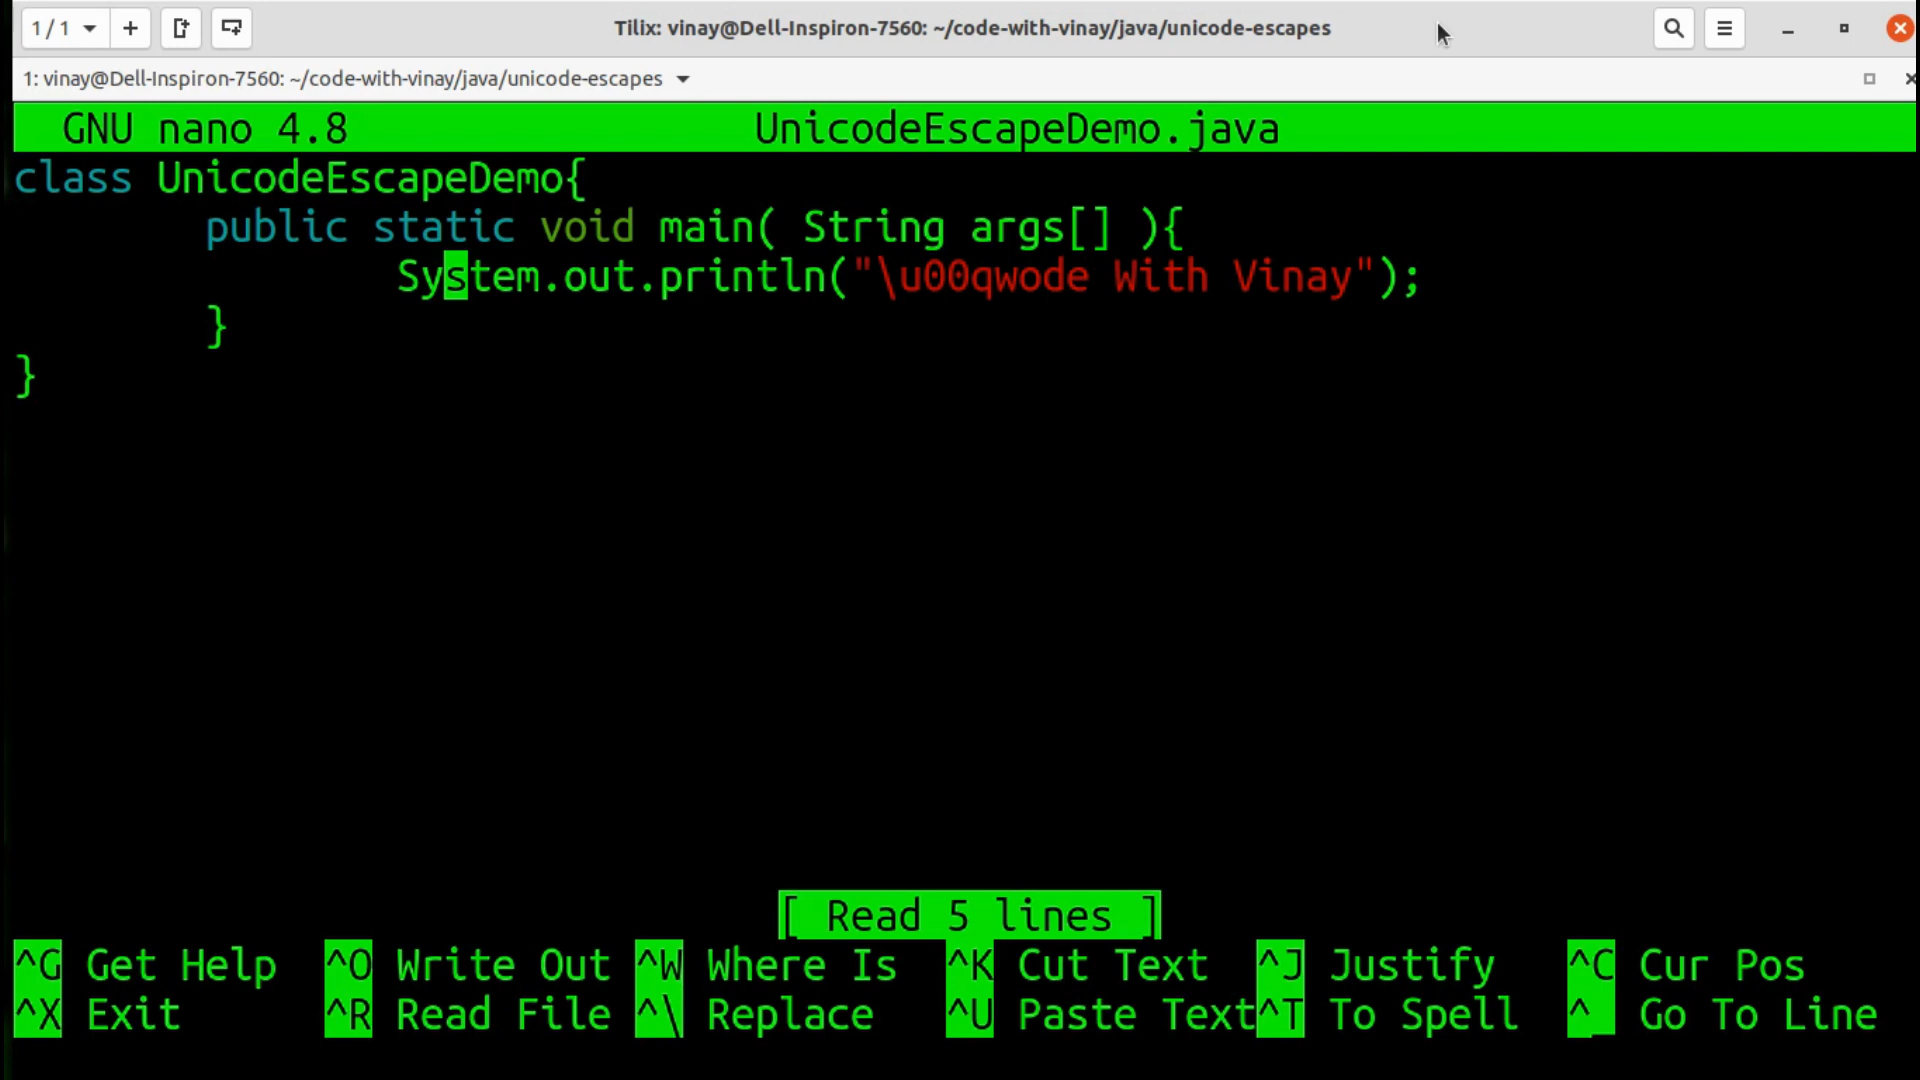 1 / 1 Tilix: vinay@Dell-Inspiron-7560: ~/code-with-vinay/java/unicode-escapes
1: vinay@Dell-Inspiron-7560: ~/code-with-vinay/java/unicode-escapes
GNU nano 4.8 UnicodeEscapeDemo.java
class UnicodeEscapeDemo{
public static void main( String args[] ){
System.out.println("\u00qwode With Vinay");
}
}
[ Read 5 lines ]
^G Get Help ^O Write Out ^W Where Is ^K Cut Text ^J Justify ^C Cur Pos
^X Exit ^R Read File ^\ Replace ^U Paste Text ^T To Spell ^_ Go To Line